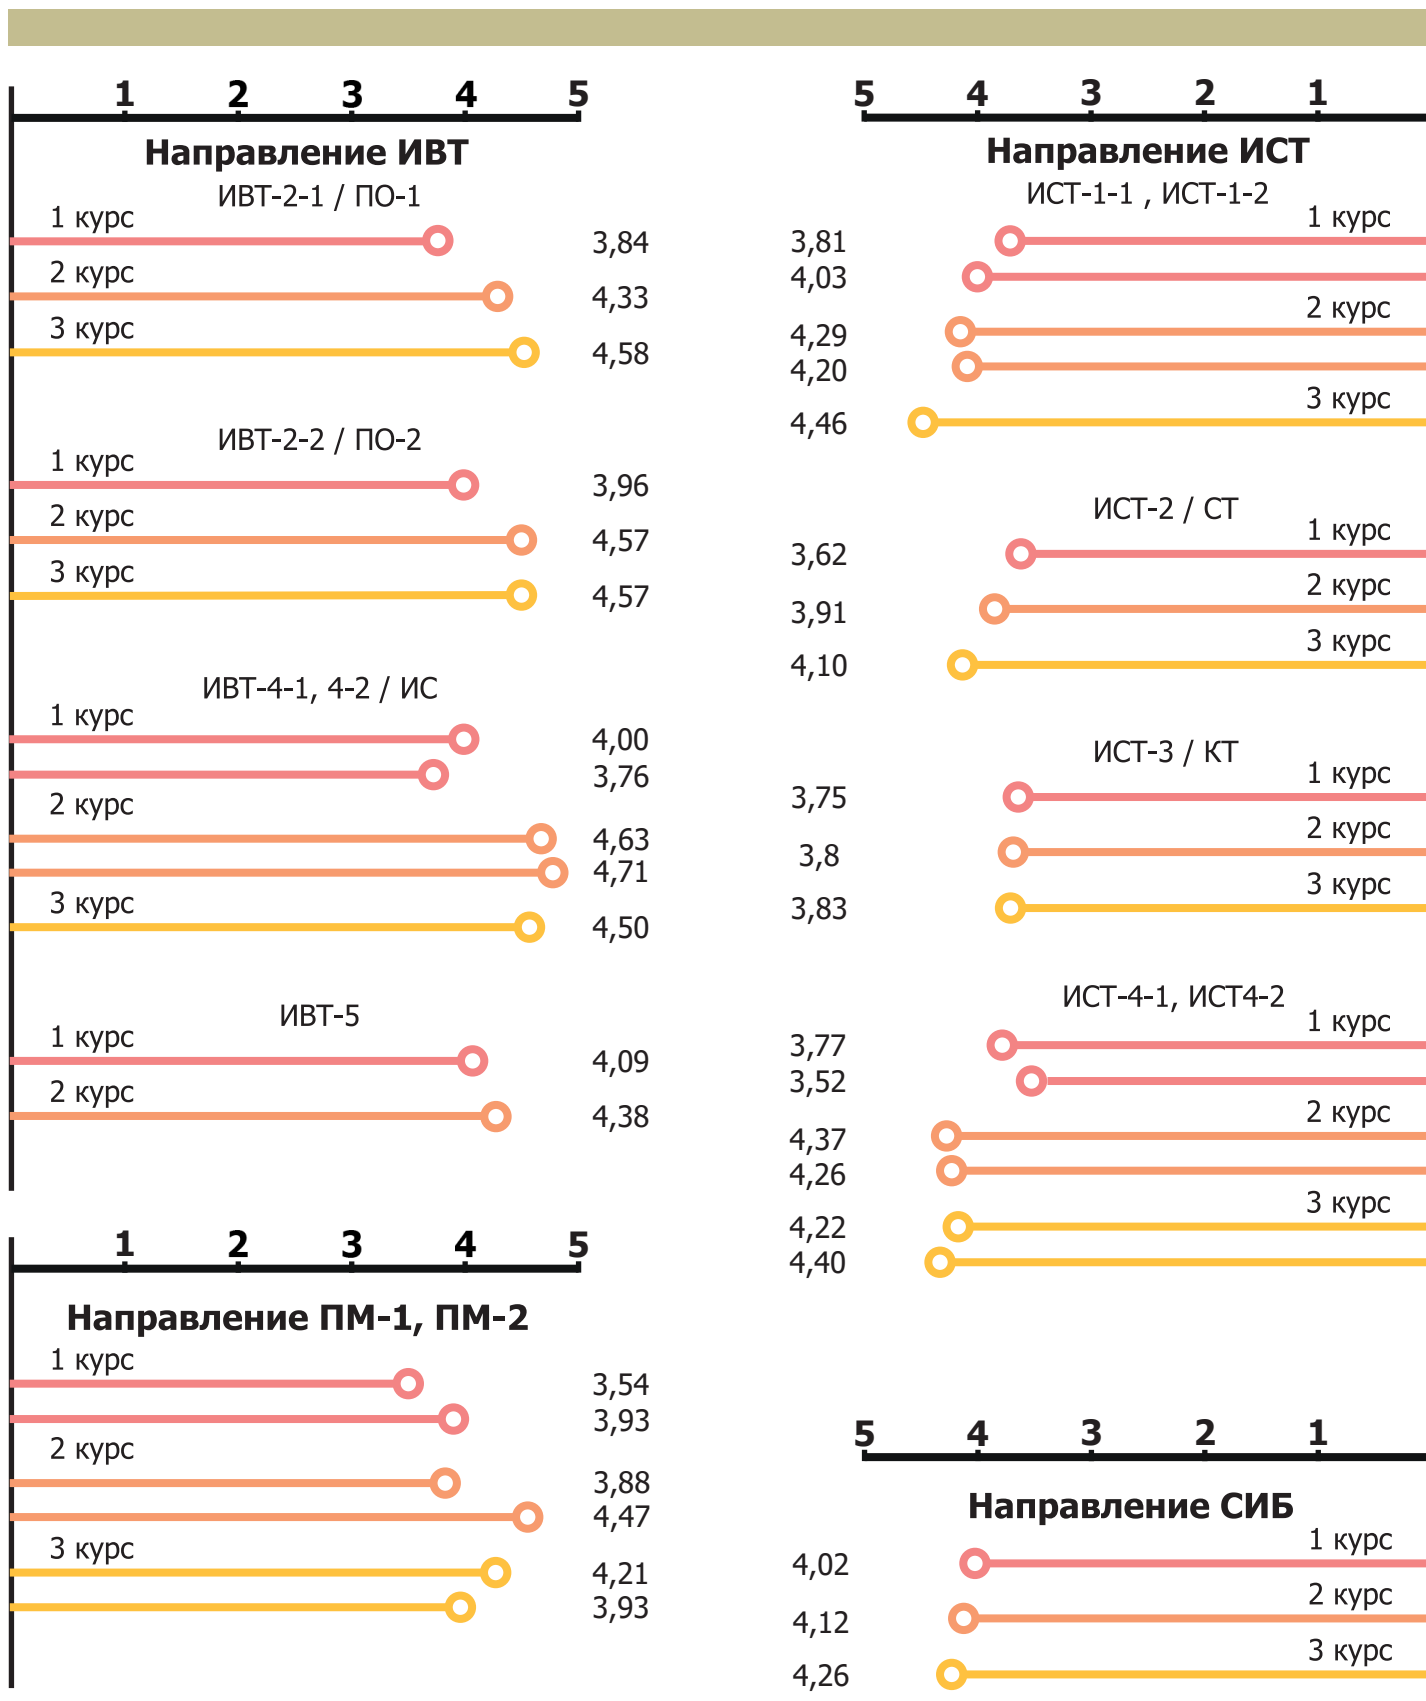 1 2 3 4 5
Направление ИВТ
ИВТ-2-1 / ПО-1
1 курс
3,84
2 курс
4,33
3 курс
4,58
ИВТ-2-2 / ПО-2
1 курс
3,96
2 курс
4,57
3 курс
4,57
ИВТ-4-1, 4-2 / ИС
1 курс
4,00
3,76
2 курс
4,63
4,71
3 курс
4,50
ИВТ-5
1 курс
4,09
2 курс
4,38
1 2 3 4 5
Направление ПМ-1, ПМ-2
1 курс
3,54
3,93
2 курс
3,88
4,47
3 курс
4,21
3,93
5 4 3 2 1
Направление ИСТ
ИСТ-1-1 , ИСТ-1-2
1 курс
3,81
4,03
2 курс
4,29
4,20
3 курс
4,46
ИСТ-2 / СТ
1 курс
3,62
2 курс
3,91
3 курс
4,10
ИСТ-3 / КТ
1 курс
3,75
2 курс
3,8
3 курс
3,83
ИСТ-4-1, ИСТ4-2
1 курс
3,77
3,52
2 курс
4,37
4,26
3 курс
4,22
4,40
5 4 3 2 1
Направление СИБ
1 курс
4,02
2 курс
4,12
3 курс
4,26